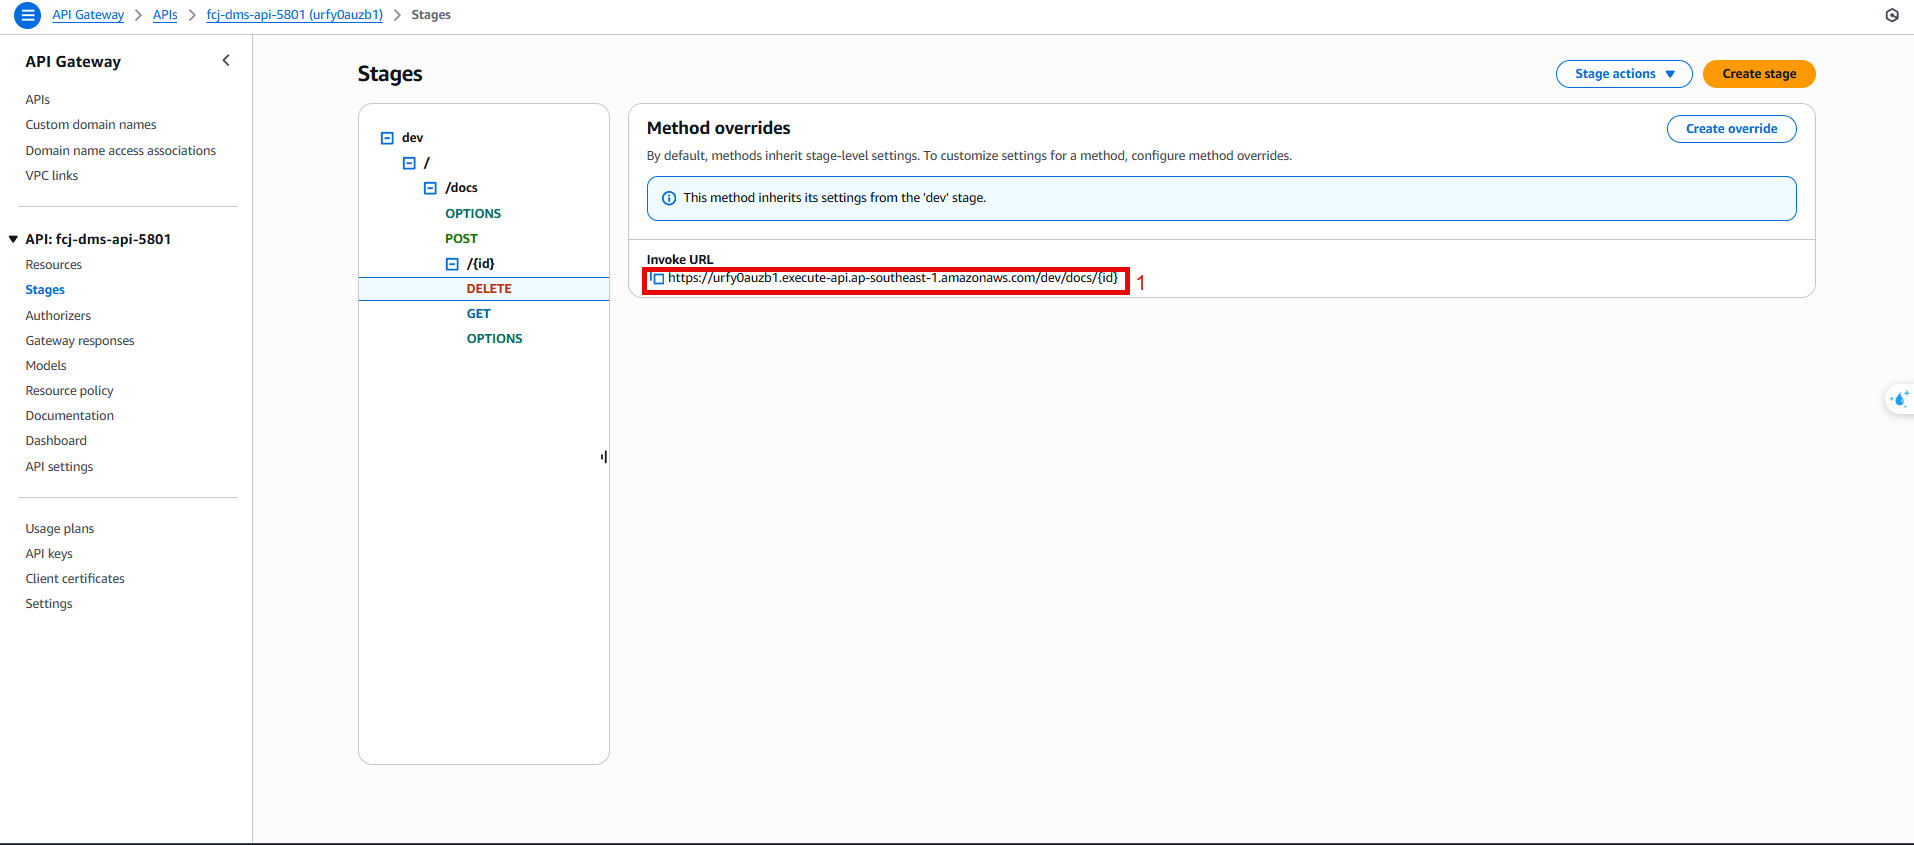 API Gateway > APIs > fcj-dms-api-5801 (urfy0auzb1) > Stages
API Gateway
APIs
Custom domain names
Domain name access associations
VPC links
API: fcj-dms-api-5801
Resources
Stages
Authorizers
Gateway responses
Models
Resource policy
Documentation
Dashboard
API settings
Usage plans
API keys
Client certificates
Settings
Stages
Stage actions
Create stage
dev
/
/docs
OPTIONS
POST
/{id}
DELETE
GET
OPTIONS
Method overrides
Create override
By default, methods inherit stage-level settings. To customize settings for a method, configure method overrides.
This method inherits its settings from the 'dev' stage.
Invoke URL
https://urfy0auzb1.execute-api.ap-southeast-1.amazonaws.com/dev/docs/{id}
1